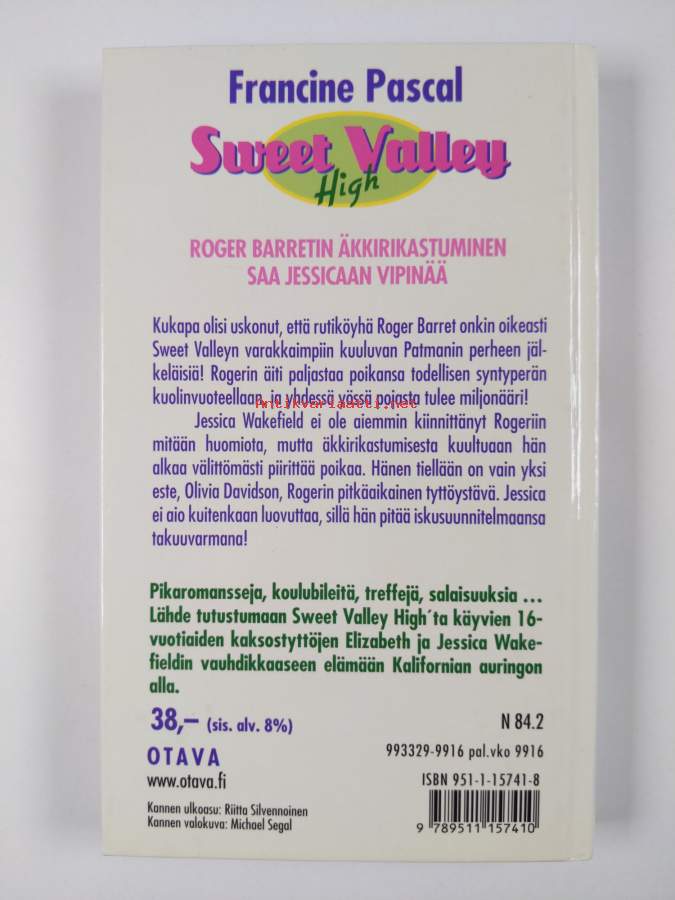 Francine Pascal
Sweet Valley
High
ROGER BARRETIN ÄKKIRIKASTUMINEN
SAA JESSICAAN VIPINÄÄ
Kukapa olisi uskonut, että rutiköyhä Roger Barret onkin oikeasti
Sweet Valleyn varakkaimpiin kuuluvan Patmanin perheen jäl-
keläisiä! Rogerin äiti paljastaa poikansa todellisen syntyperän
kuolinvuoteellaan, ja yhdessä yössä pojasta tulee miljonääri!
Antikvariaatti.net
Jessica Wakefield ei ole aiemmin kiinnittänyt Rogeriin
mitään huomiota, mutta äkkirikastumisesta kuultuaan hän
alkaa välittömästi piirittää poikaa. Hänen tiellään on vain yksi
este, Olivia Davidson, Rogerin pitkäaikainen tyttöystävä. Jessica
ei aio kuitenkaan luovuttaa, sillä hän pitää iskusuunnitelmaansa
takuuvarmana!
Pikaromansseja, koulubileitä, treffejä, salaisuuksia ...
Lähde tutustumaan Sweet Valley High´ta käyvien 16-
vuotiaiden kaksostyttöjen Elizabeth ja Jessica Wake-
fieldin vauhdikkaaseen elämään Kalifornian auringon
alla.
38,– (sis. alv. 8%)
N 84.2
OTAVA
993329-9916 pal.vko 9916
www.otava.fi
ISBN 951-1-15741-8
Kannen ulkoasu: Riitta Silvennoinen
Kannen valokuva: Michael Segal
9 789511 157410